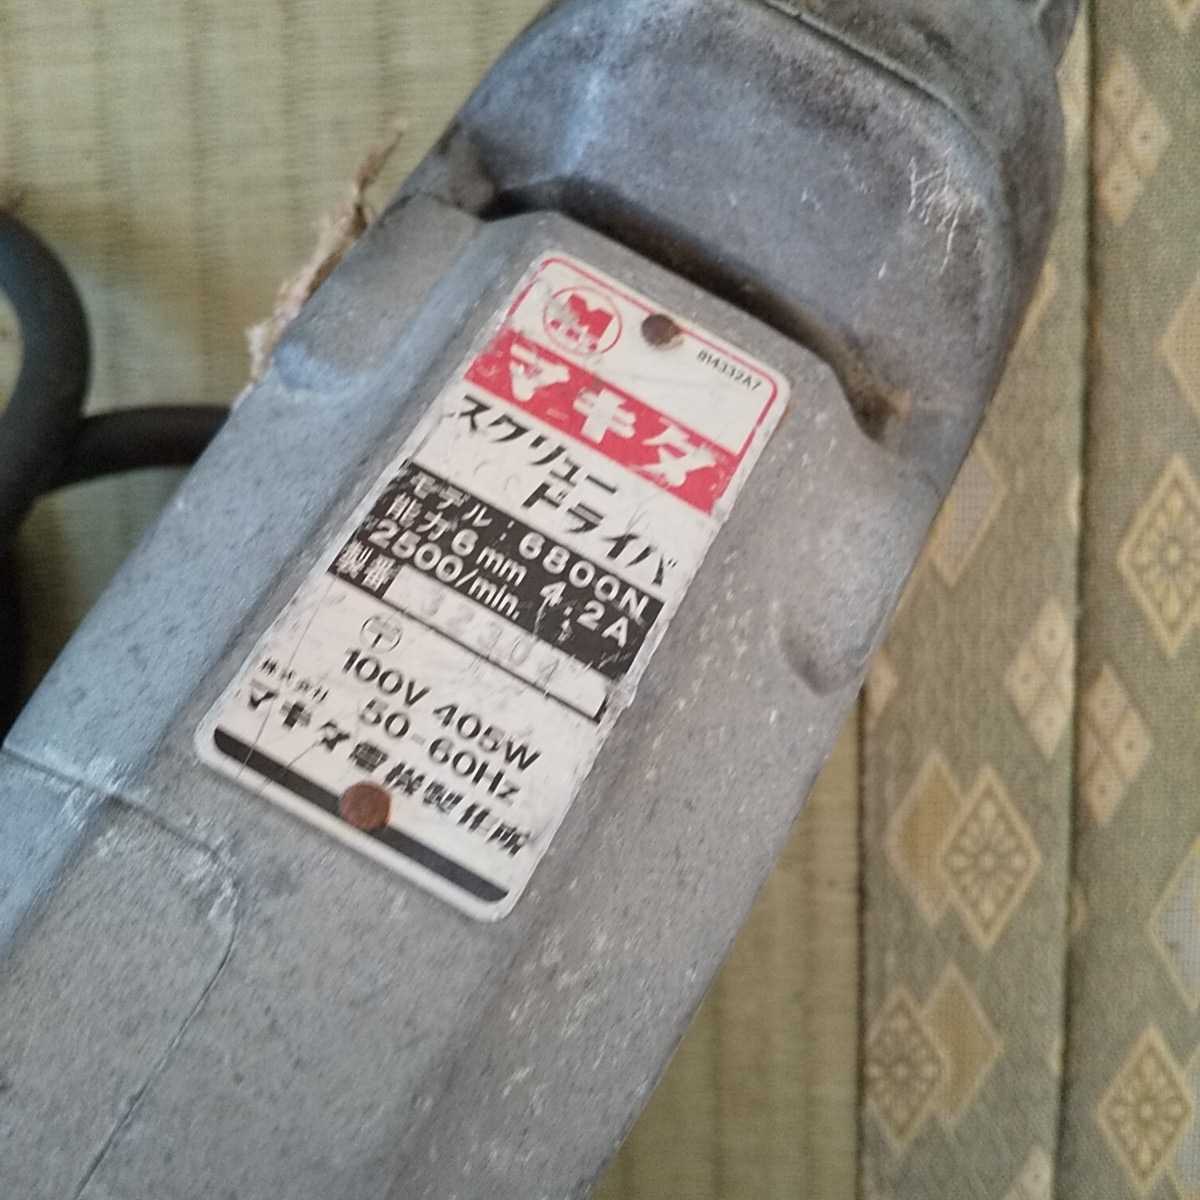 M
814332A7
マキタ
スクリュー
ドライバ
モデル : 6800N
能力6mm 4.2A
2500/min.
製番
100V 405W
50-60Hz
株式会社
マキタ電機製作所